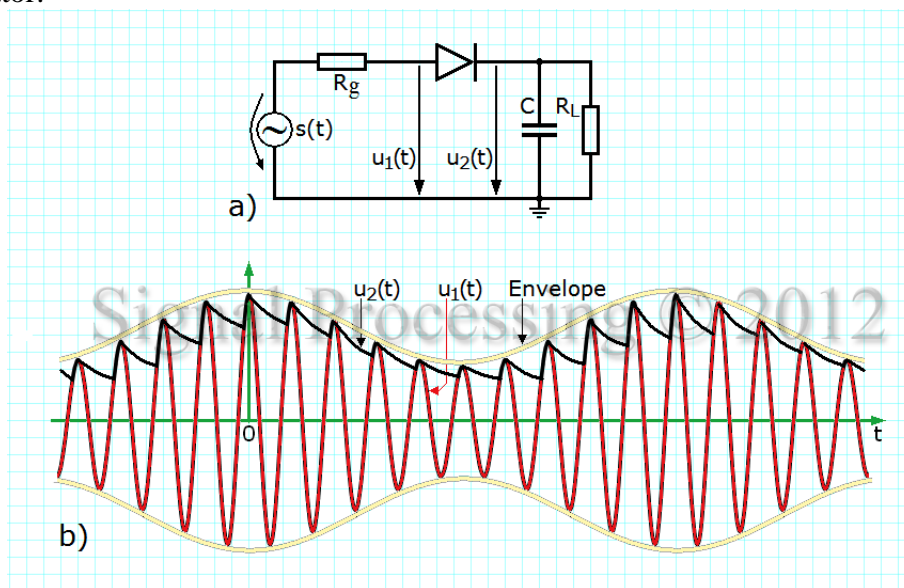 Rg
C RL
s(t)
u1(t) u2(t)
a)
u2(t) u1(t) Envelope
Signal Processing © 2012
0 t
b)